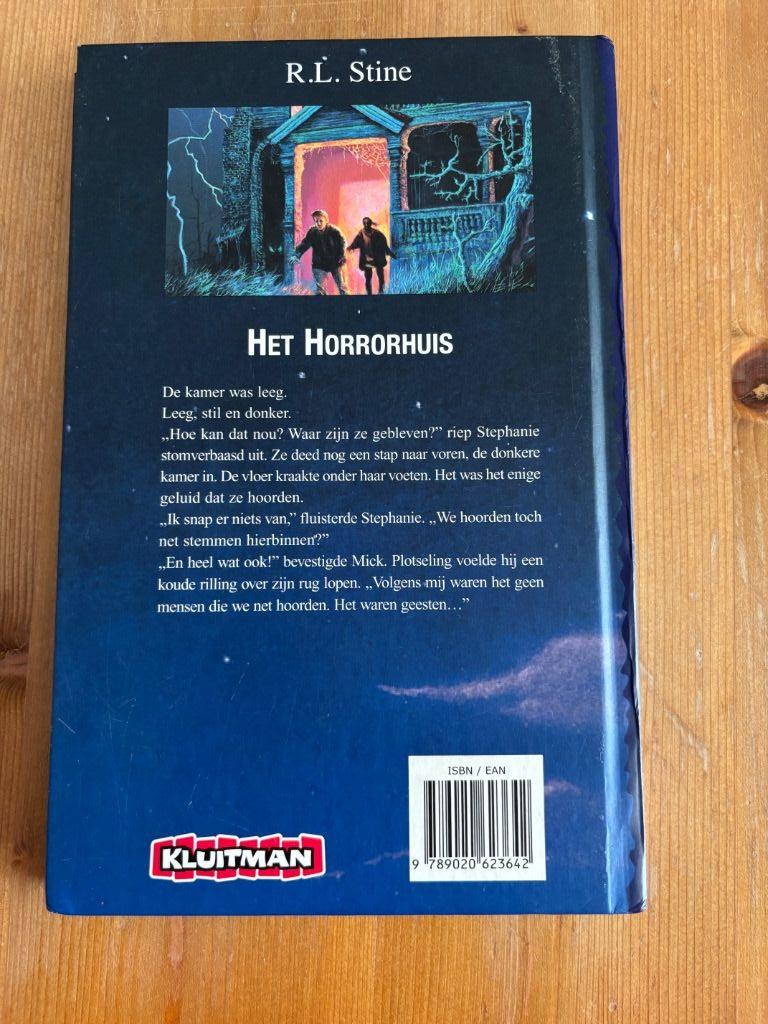 R.L. Stine
HET HORRORHUIS
De kamer was leeg.
Leeg, stil en donker.
„Hoe kan dat nou? Waar zijn ze gebleven?” riep Stephanie
stomverbaasd uit. Ze deed nog een stap naar voren, de donkere
kamer in. De vloer kraakte onder haar voeten. Het was het enige
geluid dat ze hoorden.
„Ik snap er niets van,” fluisterde Stephanie. „We hoorden toch
net stemmen hierbinnen?”
„En heel wat ook!” bevestigde Mick. Plotseling voelde hij een
koude rilling over zijn rug lopen. „Volgens mij waren het geen
mensen die we net hoorden. Het waren geesten…”
ISBN / EAN
9 789020 623642
KLUITMAN